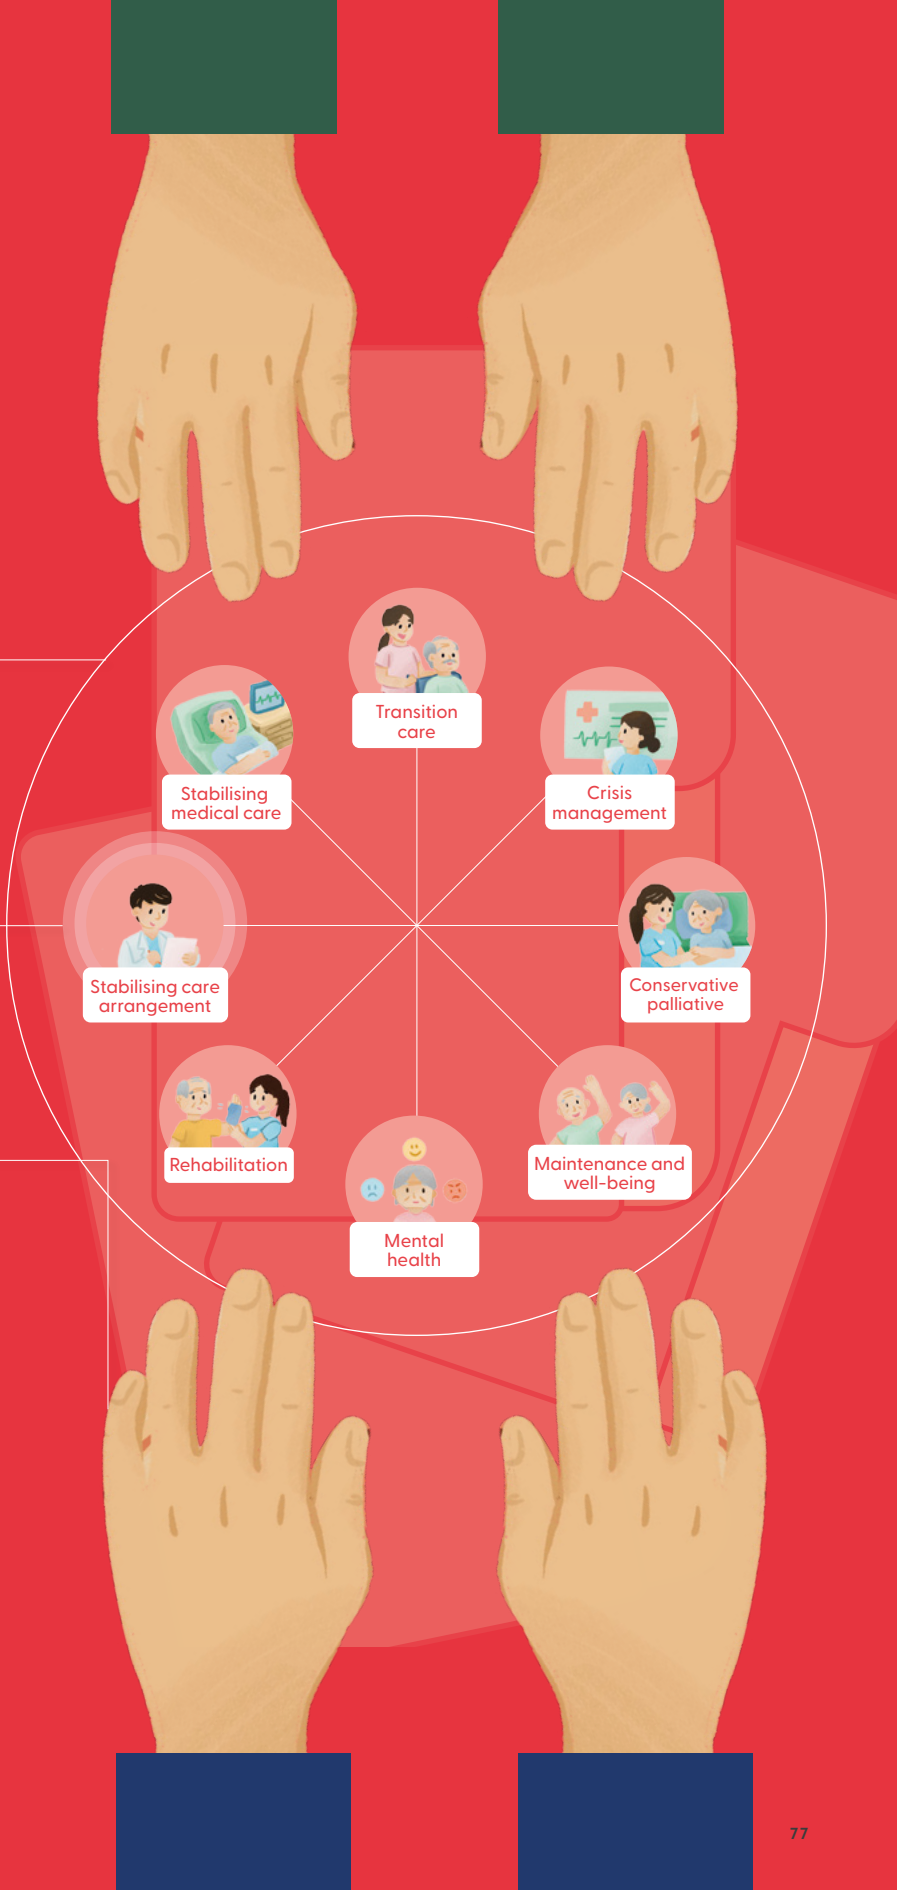 Transition
care
Stabilising
medical care
Crisis
management
Stabilising care
arrangement
Conservative
palliative
Rehabilitation
Maintenance and
well-being
Mental
health
77